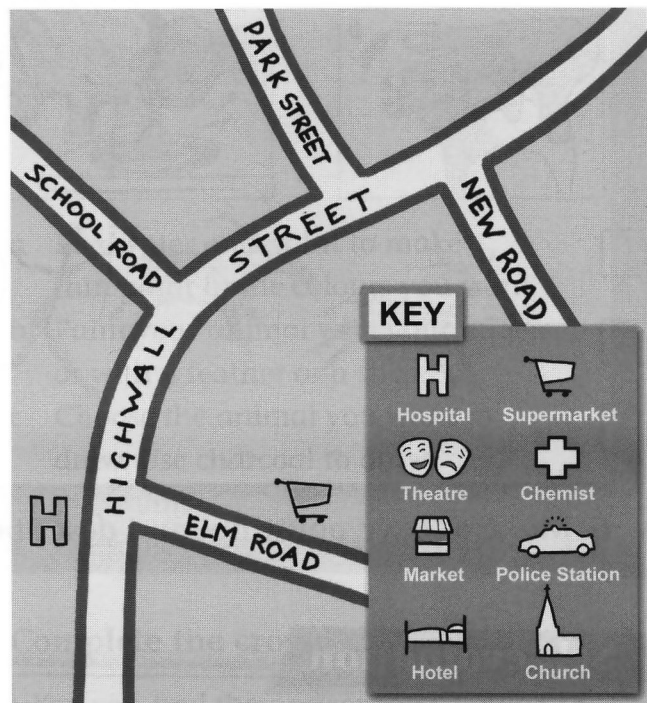 PARK STREET
SCHOOL ROAD
HIGHWALL STREET
NEW ROAD
ELM ROAD
H
KEY
H
Hospital
Supermarket
Theatre
Chemist
Market
Police Station
Hotel
Church